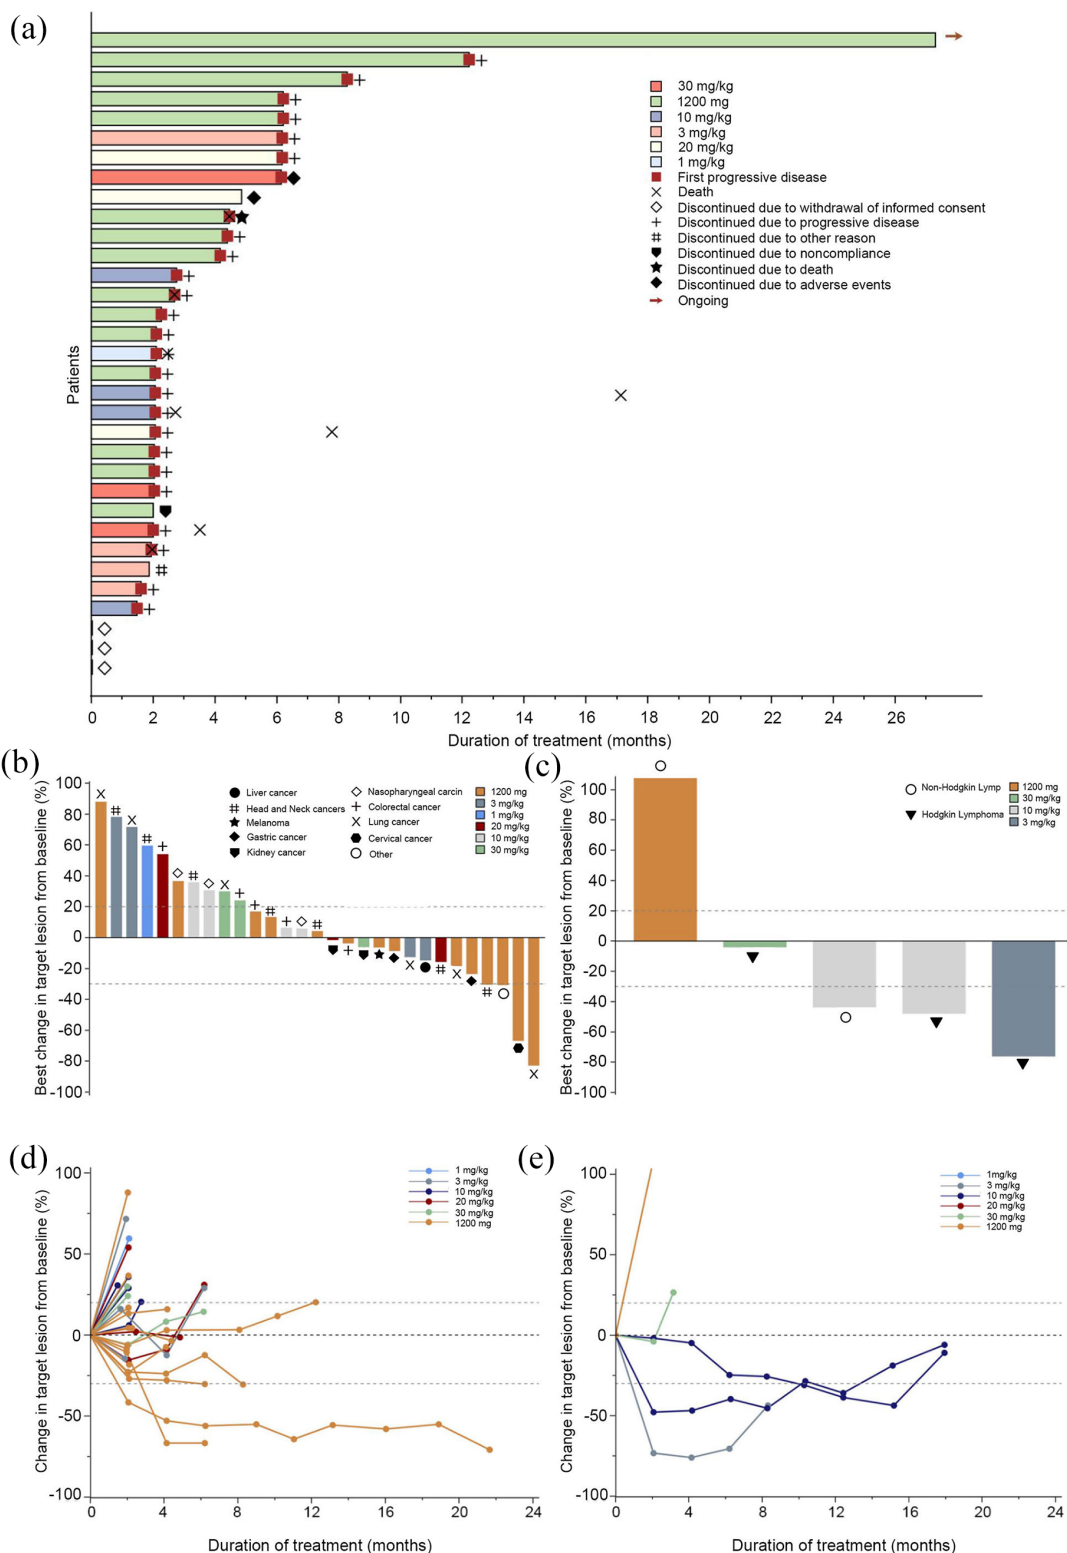 (a)
30 mg/kg
1200 mg
10 mg/kg
3 mg/kg
20 mg/kg
1 mg/kg
First progressive disease
Death
Discontinued due to withdrawal of informed consent
Discontinued due to progressive disease
Discontinued due to other reason
Discontinued due to noncompliance
Discontinued due to death
Discontinued due to adverse events
Ongoing
Patients
0 2 4 6 8 10 12 14 16 18 20 22 24 26
Duration of treatment (months)
(b)
Best change in target lesion from baseline (%)
100
80
60
40
20
0
-20
-40
-60
-80
-100
Liver cancer
Head and Neck cancers
Melanoma
Gastric cancer
Kidney cancer
Nasopharyngeal carcin
Colorectal cancer
Lung cancer
Cervical cancer
Other
1200 mg
3 mg/kg
1 mg/kg
20 mg/kg
10 mg/kg
30 mg/kg
(c)
Best change in target lesion from baseline (%)
100
80
60
40
20
0
-20
-40
-60
-80
-100
Non-Hodgkin Lymp
Hodgkin Lymphoma
1200 mg
30 mg/kg
10 mg/kg
3 mg/kg
(d)
Change in target lesion from baseline (%)
100
50
0
-50
-100
1 mg/kg
3 mg/kg
10 mg/kg
20 mg/kg
30 mg/kg
1200 mg
0 4 8 12 16 20 24
Duration of treatment (months)
(e)
Change in target lesion from baseline (%)
100
50
0
-50
-100
1mg/kg
3 mg/kg
10 mg/kg
20 mg/kg
30 mg/kg
1200 mg
0 4 8 12 16 20 24
Duration of treatment (months)